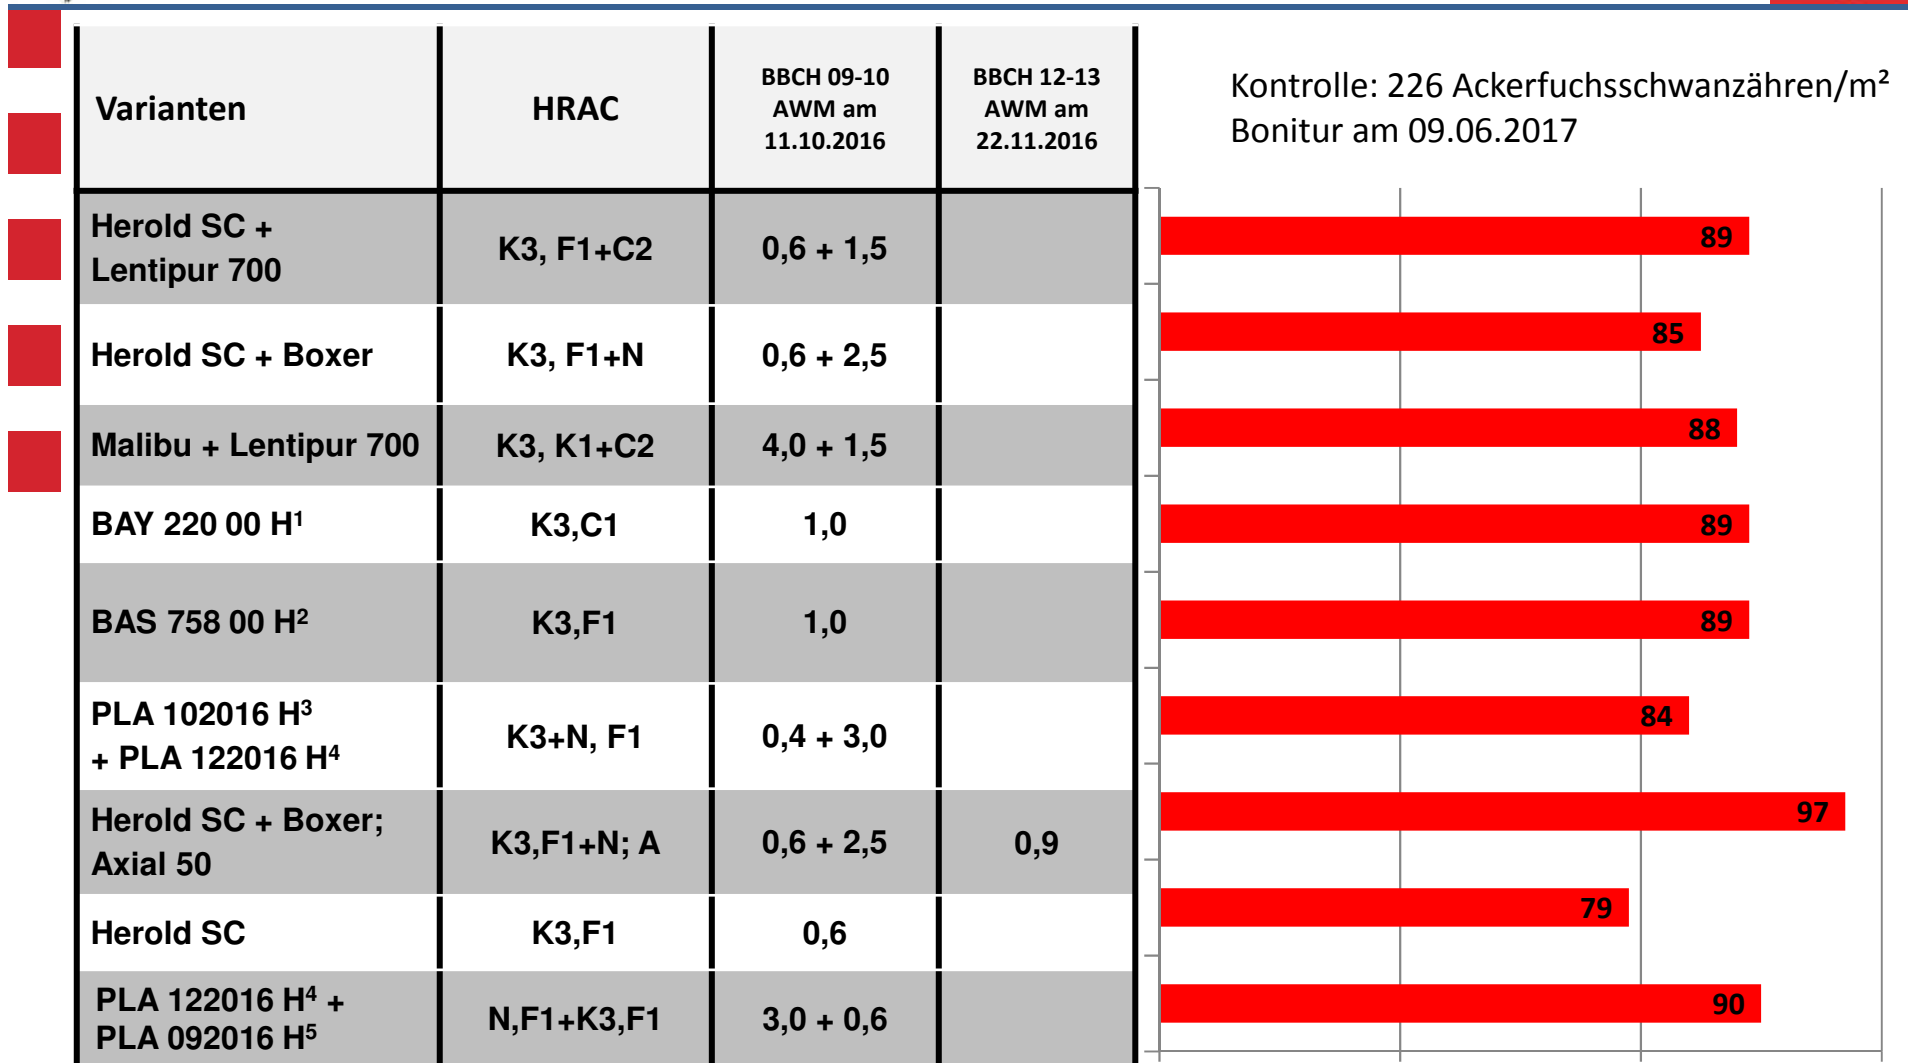 Varianten
HRAC
BBCH 09-10
AWM am
11.10.2016
BBCH 12-13
AWM am
22.11.2016
Kontrolle: 226 Ackerfuchsschwanzähren/m²
Bonitur am 09.06.2017
Herold SC +
Lentipur 700
K3, F1+C2
0,6 + 1,5
89
Herold SC + Boxer
K3, F1+N
0,6 + 2,5
85
Malibu + Lentipur 700
K3, K1+C2
4,0 + 1,5
88
BAY 220 00 H¹
K3,C1
1,0
89
BAS 758 00 H²
K3,F1
1,0
89
PLA 102016 H³
+ PLA 122016 H⁴
K3+N, F1
0,4 + 3,0
84
Herold SC + Boxer;
Axial 50
K3,F1+N; A
0,6 + 2,5
0,9
97
Herold SC
K3,F1
0,6
79
PLA 122016 H⁴ +
PLA 092016 H⁵
N,F1+K3,F1
3,0 + 0,6
90